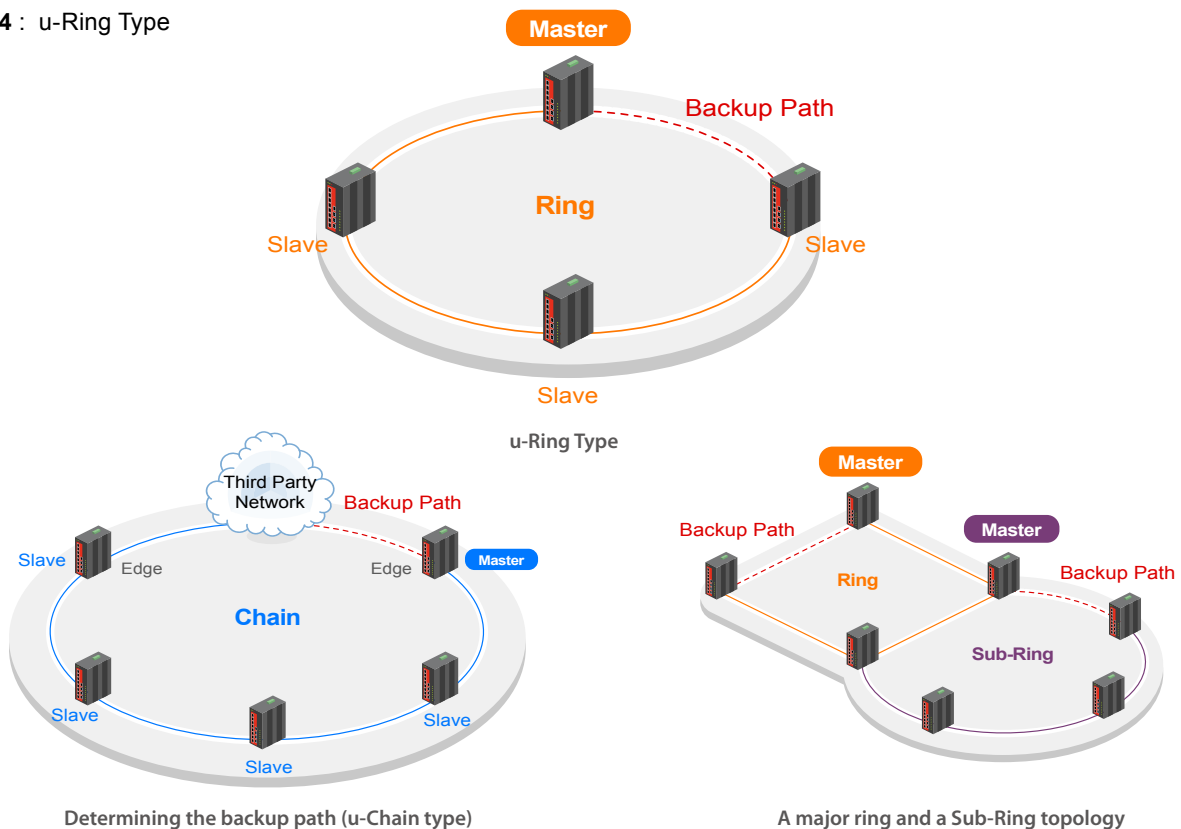 4 : u-Ring Type
Master
Backup Path
Ring
Slave
Slave
Slave
u-Ring Type
Third Party
Network
Backup Path
Slave
Edge
Edge
Master
Chain
Slave
Slave
Slave
Determining the backup path (u-Chain type)
Master
Backup Path
Master
Backup Path
Ring
Sub-Ring
A major ring and a Sub-Ring topology